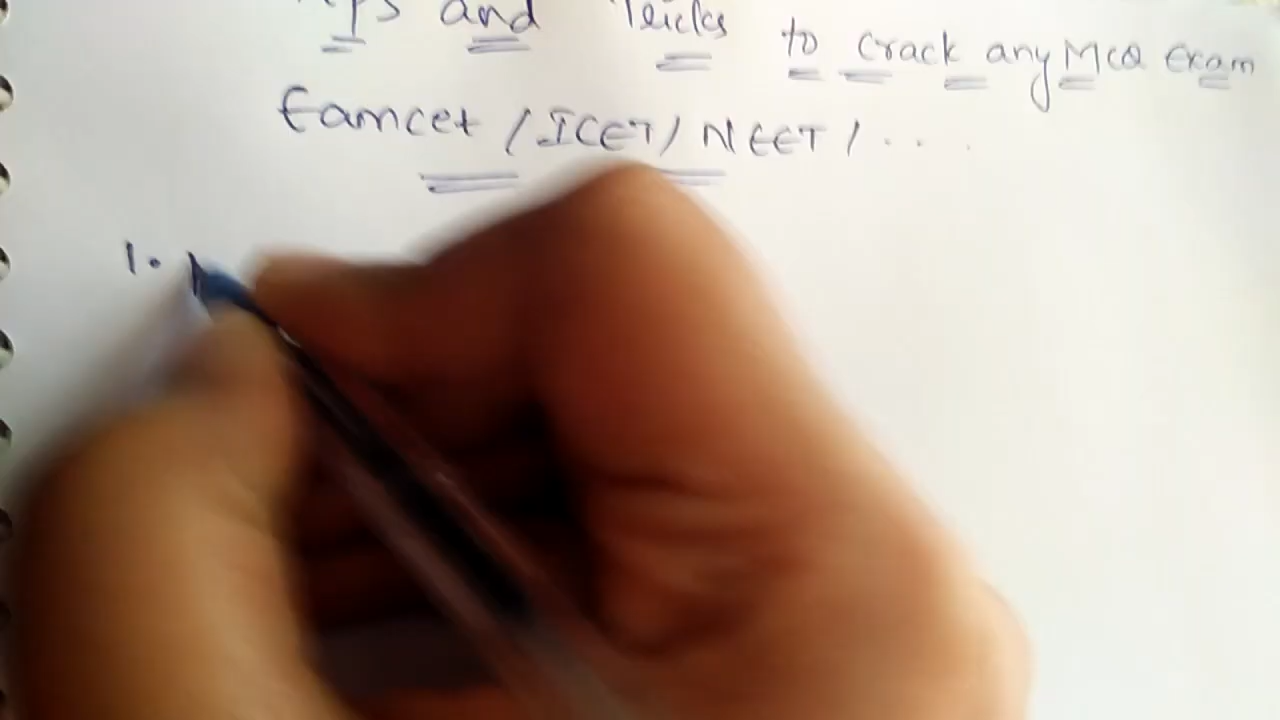 and Tricks to crack any MCQ Exam
Eamcet / ICET / NEET / ....
1.